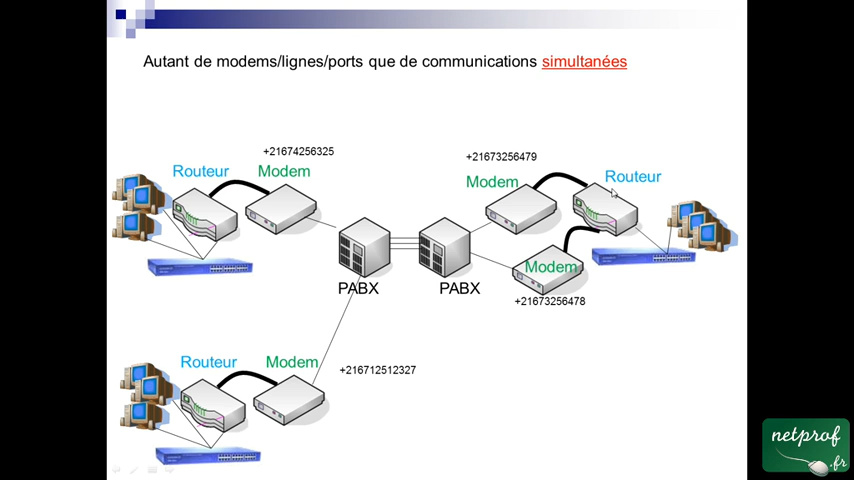 Autant de modems/lignes/ports que de communications simultanées
+21674256325
Routeur
Modem
+21673256479
Modem
Routeur
PABX
PABX
Modem
+21673256478
Routeur
Modem
+216712512327
netprof
.fr